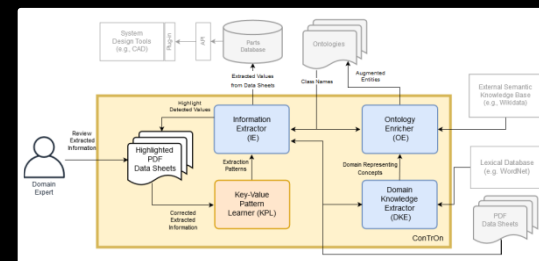 System
Design Tools
(e.g., CAD)
Plug-in
API
Parts
Database
Ontologies
Extracted Values
from Data Sheets
Class Names
Augmented
Entities
Highlight
Detected Values
Information
Extractor
(IE)
Ontology
Enricher
(OE)
External Semantic
Knowledge Base
(e.g., Wikidata)
Review
Extracted
Information
Highlighted
PDF
Data Sheets
Extraction
Patterns
Domain Representing
Concepts
Lexical Database
(e.g., WordNet)
Domain
Expert
Corrected
Extracted
Information
Key-Value
Pattern
Learner (KPL)
Domain
Knowledge
Extractor
(DKE)
PDF
Data Sheets
ConTrOn